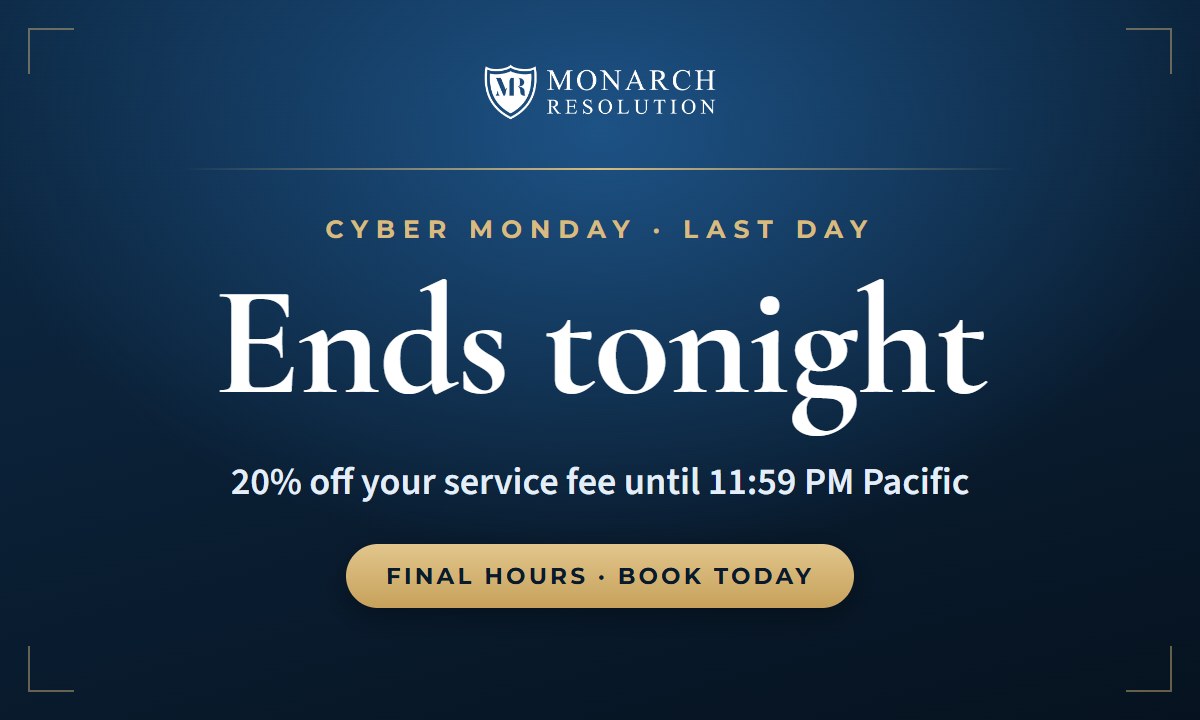 MR
MONARCH
RESOLUTION
CYBER MONDAY · LAST DAY
Ends tonight
20% off your service fee until 11:59 PM Pacific
FINAL HOURS · BOOK TODAY